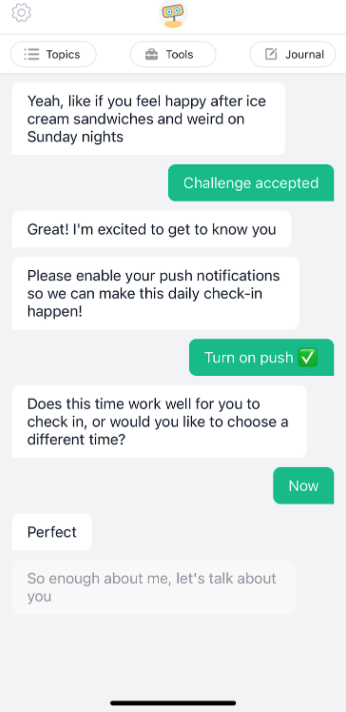 Topics
Tools
Journal
Yeah, like if you feel happy after ice
cream sandwiches and weird on
Sunday nights
Challenge accepted
Great! I'm excited to get to know you
Please enable your push notifications
so we can make this daily check-in
happen!
Turn on push ✅
Does this time work well for you to
check in, or would you like to choose a
different time?
Now
Perfect
So enough about me, let's talk about
you